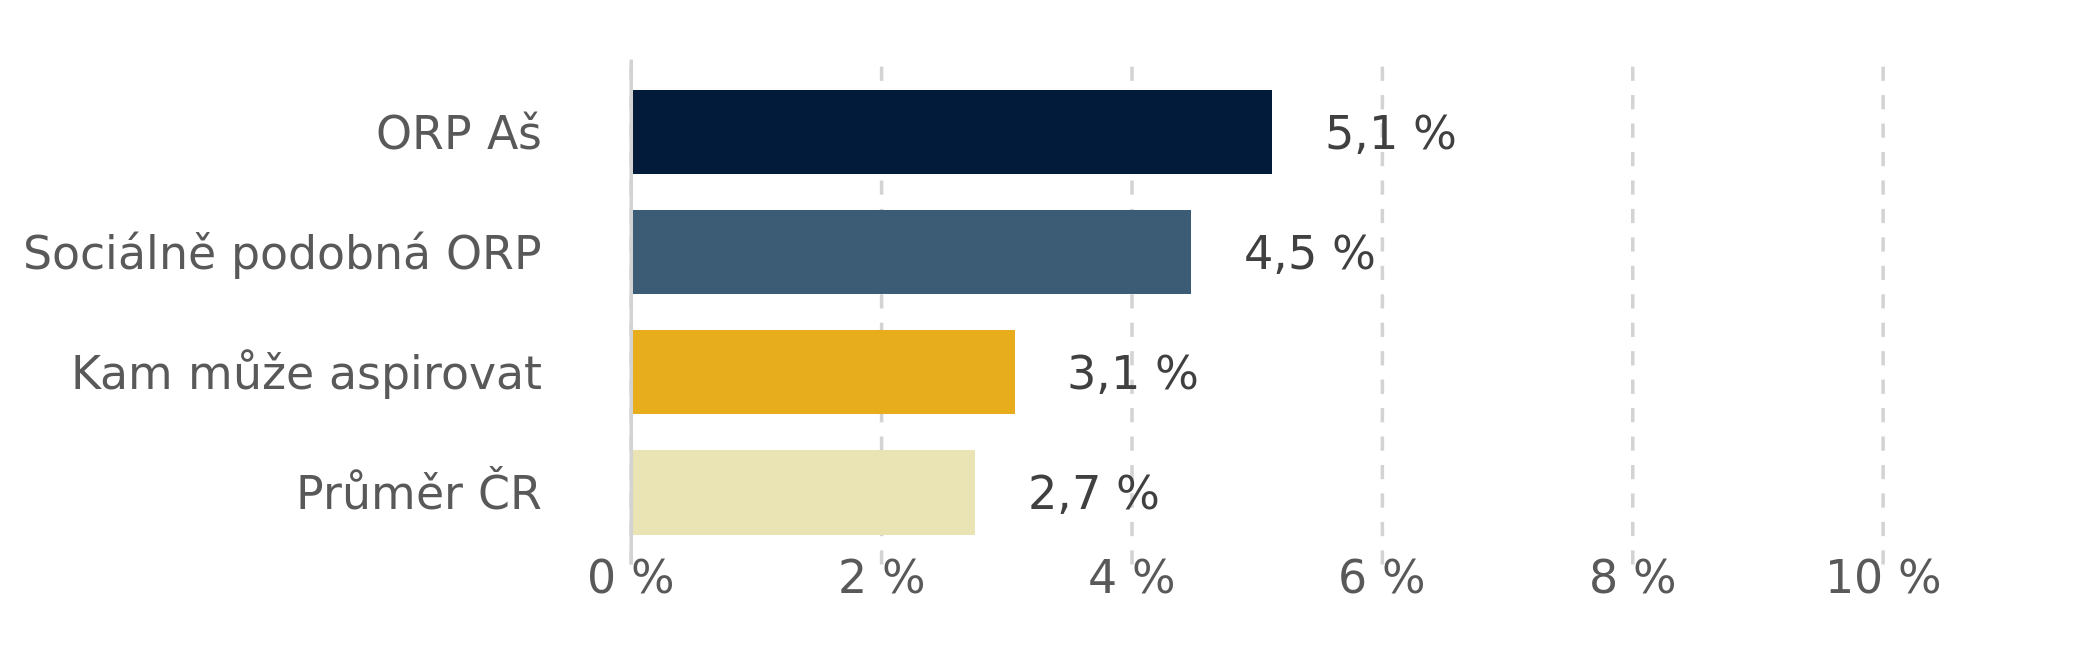 ORP Aš 5,1 %
Sociálně podobná ORP 4,5 %
Kam může aspirovat 3,1 %
Průměr ČR 2,7 %
0 % 2 % 4 % 6 % 8 % 10 %